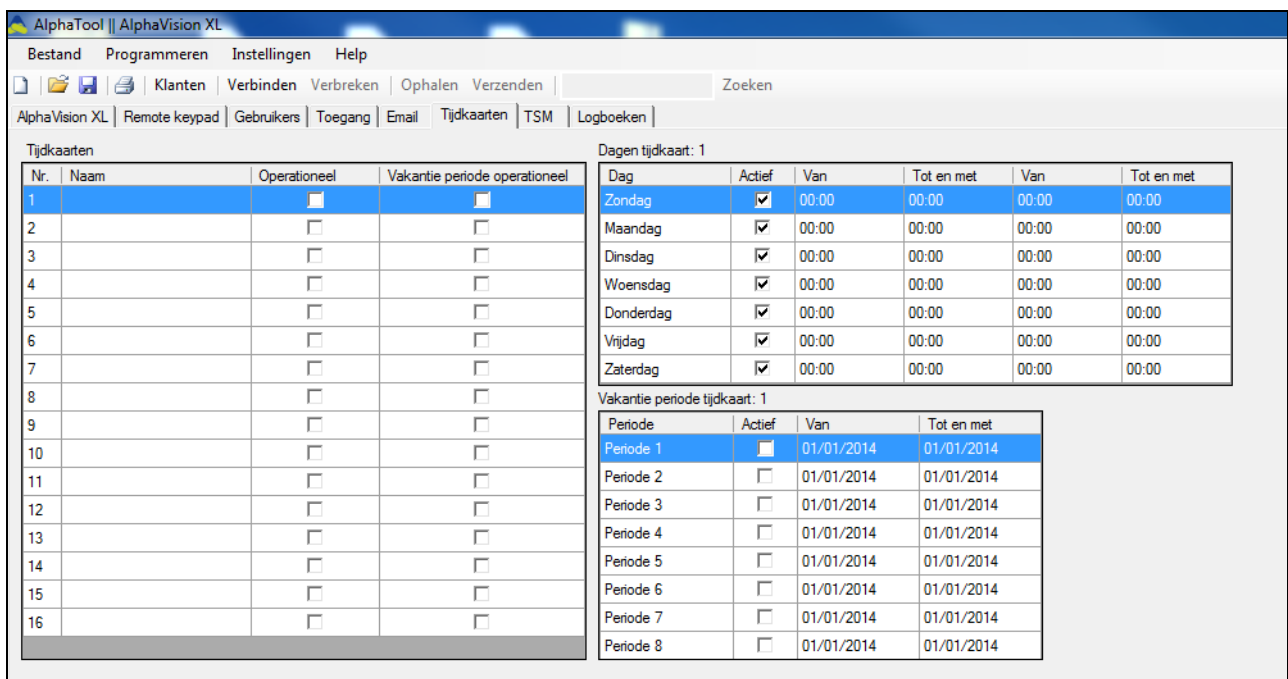 AlphaTool || AlphaVision XL
Bestand Programmeren Instellingen Help
Klanten Verbinden Verbreken Ophalen Verzenden Zoeken
AlphaVision XL Remote keypad Gebruikers Toegang Email Tijdkaarten TSM Logboeken
Tijdkaarten
Nr. Naam Operationeel Vakantie periode operationeel
1
2
3
4
5
6
7
8
9
10
11
12
13
14
15
16
Dagen tijdkaart: 1
Dag Actief Van Tot en met Van Tot en met
Zondag 00:00 00:00 00:00 00:00
Maandag 00:00 00:00 00:00 00:00
Dinsdag 00:00 00:00 00:00 00:00
Woensdag 00:00 00:00 00:00 00:00
Donderdag 00:00 00:00 00:00 00:00
Vrijdag 00:00 00:00 00:00 00:00
Zaterdag 00:00 00:00 00:00 00:00
Vakantie periode tijdkaart: 1
Periode Actief Van Tot en met
Periode 1 01/01/2014 01/01/2014
Periode 2 01/01/2014 01/01/2014
Periode 3 01/01/2014 01/01/2014
Periode 4 01/01/2014 01/01/2014
Periode 5 01/01/2014 01/01/2014
Periode 6 01/01/2014 01/01/2014
Periode 7 01/01/2014 01/01/2014
Periode 8 01/01/2014 01/01/2014